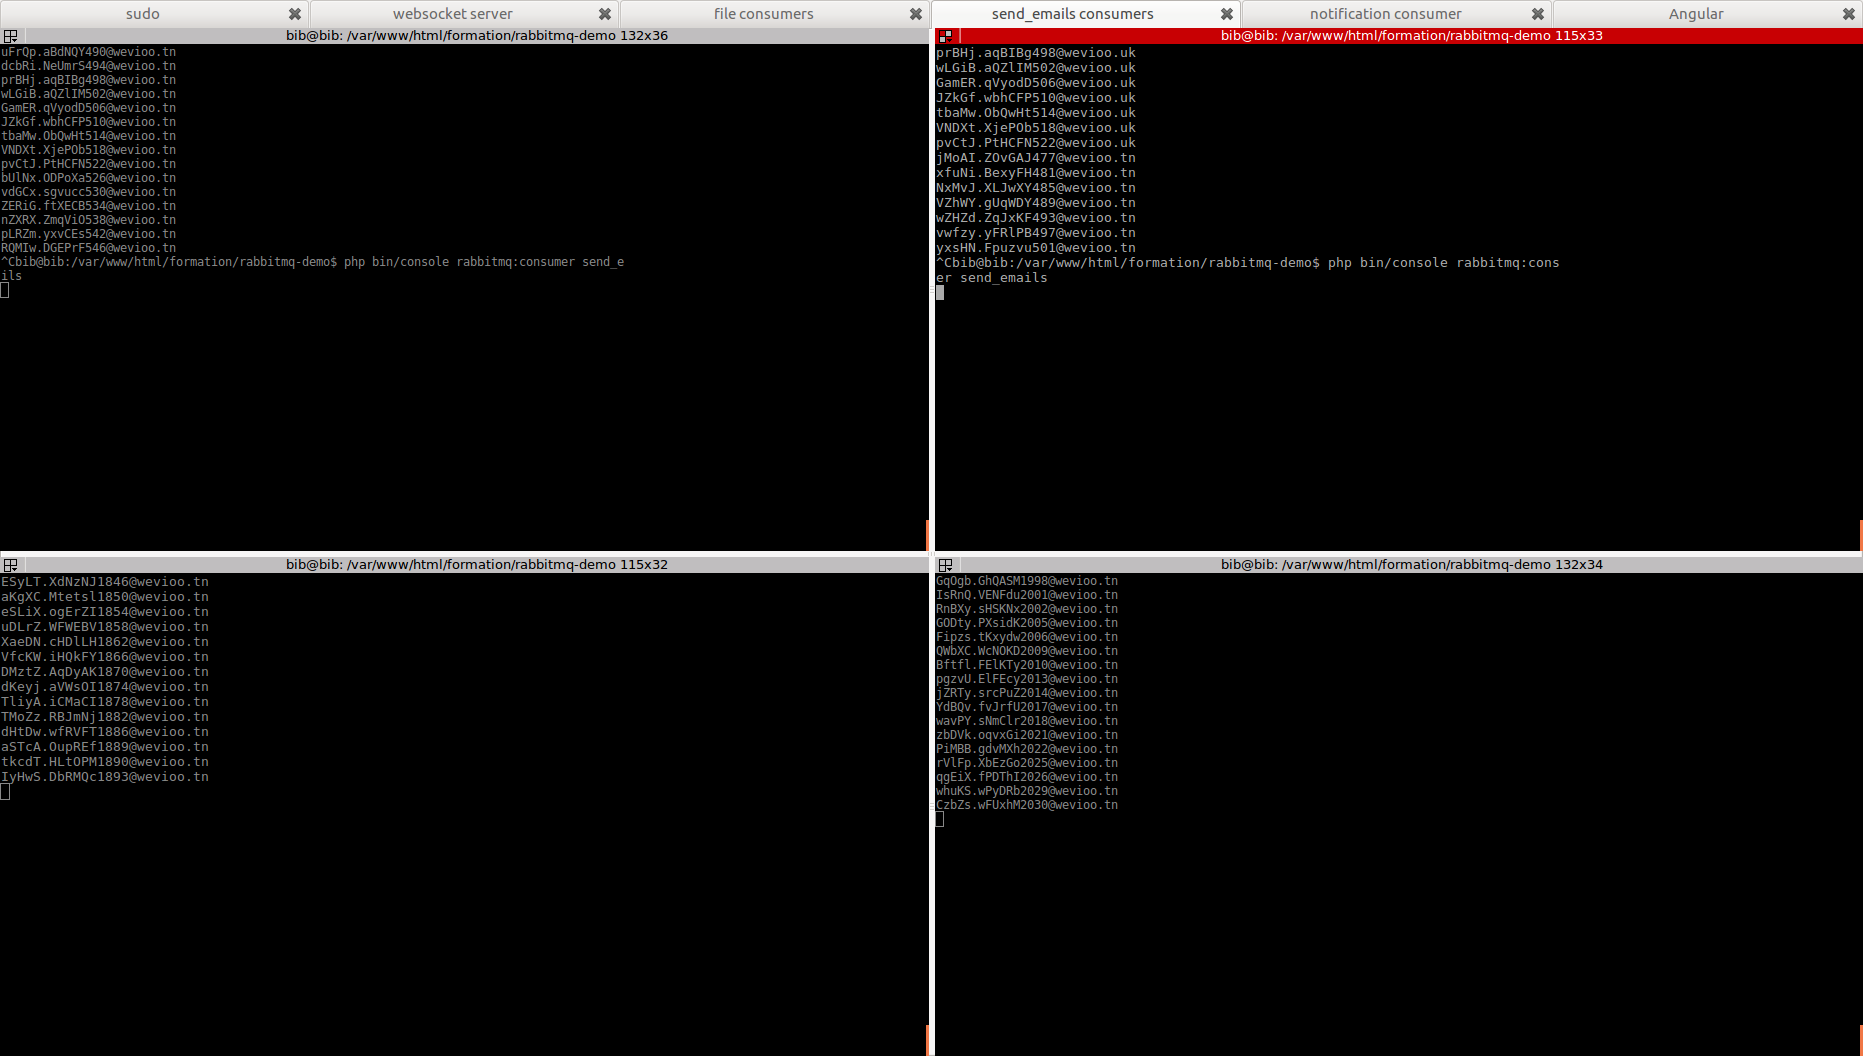 sudo
websocket server
file consumers
send_emails consumers
notification consumer
Angular
bib@bib: /var/www/html/formation/rabbitmq-demo 132x36
uFrQp.aBdNQY490@wevioo.tn
dcbRi.NeUmrS494@wevioo.tn
prBHj.aqBIBg498@wevioo.tn
wLGiB.aQZlIM502@wevioo.tn
GamER.qVyodD506@wevioo.tn
JZkGf.wbhCFP510@wevioo.tn
tbaMw.ObQwHt514@wevioo.tn
VNDXt.XjePOb518@wevioo.tn
pvCtJ.PtHCFN522@wevioo.tn
bUlNx.ODPoXa526@wevioo.tn
vdGCx.sgvucc530@wevioo.tn
ZERiG.ftXECB534@wevioo.tn
nZXRX.ZmqViO538@wevioo.tn
pLRZm.yxvCEs542@wevioo.tn
RQMIw.DGEPrF546@wevioo.tn
^Cbib@bib:/var/www/html/formation/rabbitmq-demo$ php bin/console rabbitmq:consumer send_e
ils
bib@bib: /var/www/html/formation/rabbitmq-demo 115x33
prBHj.aqBIBg498@wevioo.uk
wLGiB.aQZlIM502@wevioo.uk
GamER.qVyodD506@wevioo.uk
JZkGf.wbhCFP510@wevioo.uk
tbaMw.ObQwHt514@wevioo.uk
VNDXt.XjePOb518@wevioo.uk
pvCtJ.PtHCFN522@wevioo.uk
jMoAI.ZOvGAJ477@wevioo.tn
xfuNi.BexyFH481@wevioo.tn
NxMvJ.XLJwXY485@wevioo.tn
VZhWY.gUqWDY489@wevioo.tn
wZHZd.ZqJxKF493@wevioo.tn
vwfzy.yFRlPB497@wevioo.tn
yxsHN.Fpuzvu501@wevioo.tn
^Cbib@bib:/var/www/html/formation/rabbitmq-demo$ php bin/console rabbitmq:cons
er send_emails
bib@bib: /var/www/html/formation/rabbitmq-demo 115x32
ESyLT.XdNzNJ1846@wevioo.tn
aKgXC.Mtetsl1850@wevioo.tn
eSLiX.ogErZI1854@wevioo.tn
uDLrZ.WFWEBV1858@wevioo.tn
XaeDN.cHDlLH1862@wevioo.tn
VfcKW.iHQkFY1866@wevioo.tn
DMztZ.AqDyAK1870@wevioo.tn
dKeyj.aVWsOI1874@wevioo.tn
TliyA.iCMaCI1878@wevioo.tn
TMoZz.RBJmNj1882@wevioo.tn
dHtDw.wfRVFT1886@wevioo.tn
aSTcA.OupREf1889@wevioo.tn
tkcdT.HLtOPM1890@wevioo.tn
IyHwS.DbRMQc1893@wevioo.tn
bib@bib: /var/www/html/formation/rabbitmq-demo 132x34
GqOgb.GhQASM1998@wevioo.tn
IsRnQ.VENFdu2001@wevioo.tn
RnBXy.sHSKNx2002@wevioo.tn
GODty.PXsidK2005@wevioo.tn
Fipzs.tKxydw2006@wevioo.tn
QWbXC.WcNOKD2009@wevioo.tn
Bftfl.FElKTy2010@wevioo.tn
pgzvU.ElFEcy2013@wevioo.tn
jZRTy.srcPuZ2014@wevioo.tn
YdBQv.fvJrfU2017@wevioo.tn
wavPY.sNmClr2018@wevioo.tn
zbDVk.oqvxGi2021@wevioo.tn
PiMBB.gdvMXh2022@wevioo.tn
rVlFp.XbEzGo2025@wevioo.tn
qgEiX.fPDThI2026@wevioo.tn
whuKS.wPyDRb2029@wevioo.tn
CzbZs.wFUxhM2030@wevioo.tn